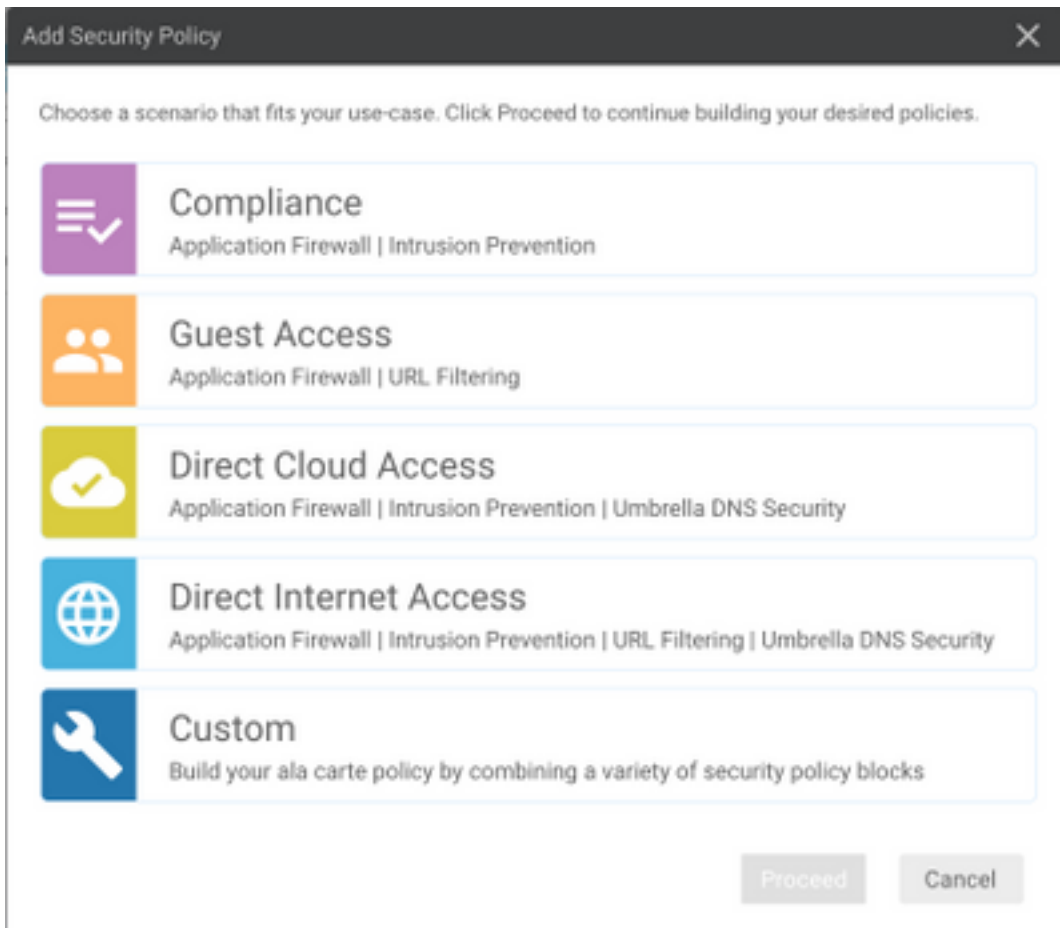 Add Security Policy
Choose a scenario that fits your use-case. Click Proceed to continue building your desired policies.
Compliance
Application Firewall | Intrusion Prevention
Guest Access
Application Firewall | URL Filtering
Direct Cloud Access
Application Firewall | Intrusion Prevention | Umbrella DNS Security
Direct Internet Access
Application Firewall | Intrusion Prevention | URL Filtering | Umbrella DNS Security
Custom
Build your ala carte policy by combining a variety of security policy blocks
Proceed Cancel